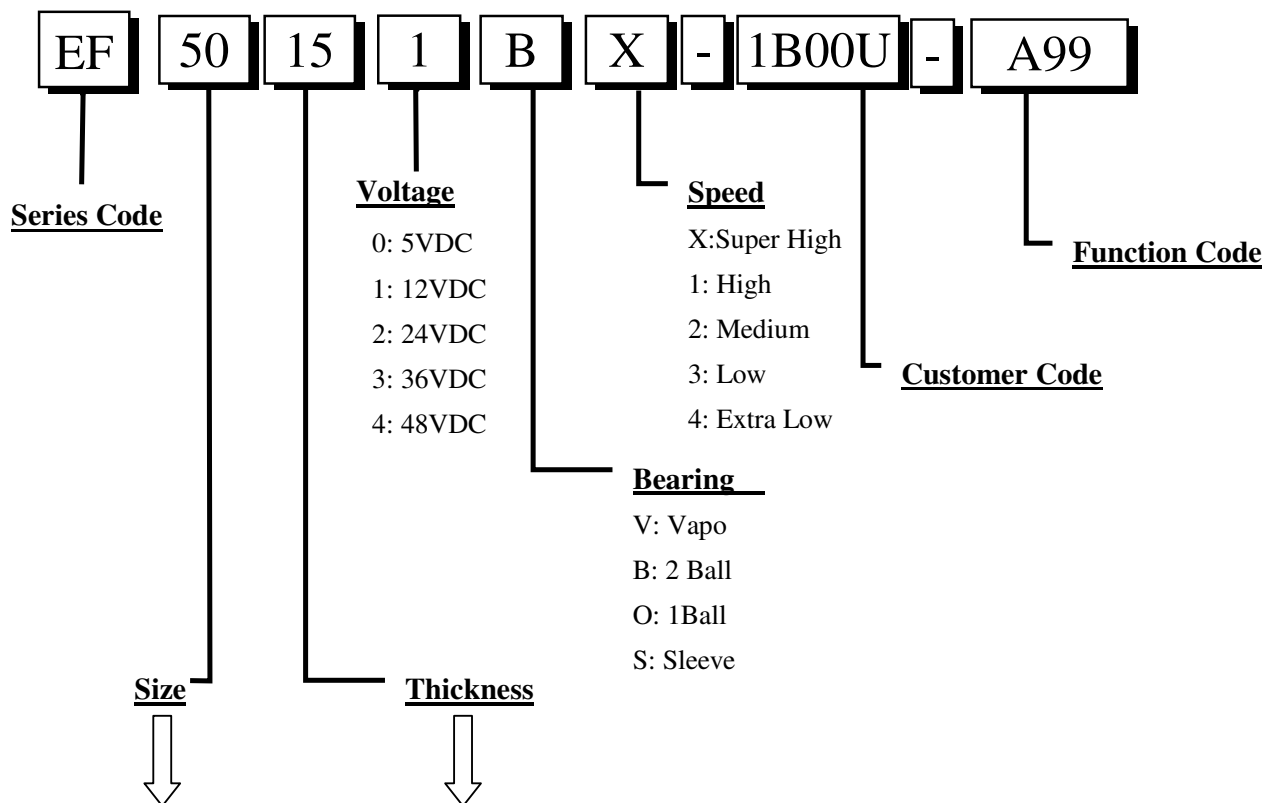 EF 50 15 1 B X - 1B00U - A99
Series Code
Voltage
0: 5VDC
1: 12VDC
2: 24VDC
3: 36VDC
4: 48VDC
Speed
X:Super High
1: High
2: Medium
3: Low
4: Extra Low
Function Code
Customer Code
Bearing
V: Vapo
B: 2 Ball
O: 1Ball
S: Sleeve
Size
Thickness